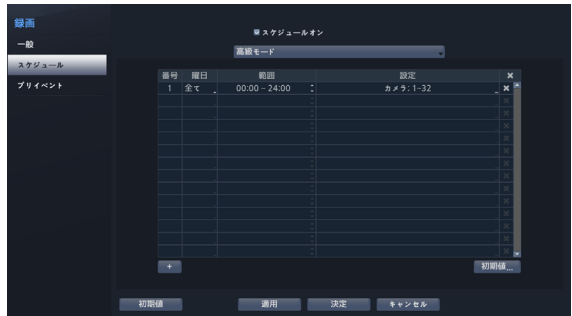 録画
一般
スケジュール
プリイベント
スケジュールオン
高級モード
番号 曜日 範囲 設定
1 全て 00:00 ~ 24:00 カメラ: 1~32
+ 初期値...
初期値 適用 決定 キャンセル